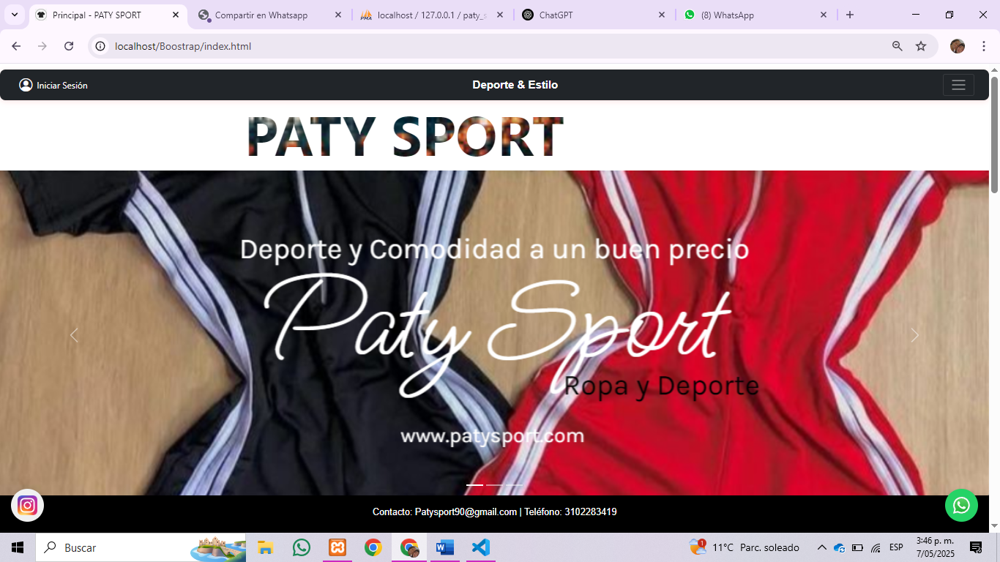 Principal - PATY SPORT
Compartir en Whatsapp
localhost / 127.0.0.1 / paty_s
ChatGPT
(8) WhatsApp
localhost/Boostrap/index.html
Iniciar Sesión
Deporte & Estilo
PATY SPORT
Deporte y Comodidad a un buen precio
Paty Sport
Ropa y Deporte
www.patysport.com
Contacto: Patysport90@gmail.com | Teléfono: 3102283419
Buscar
1
11°C Parc. soleado
ESP
3:46 p. m.
7/05/2025